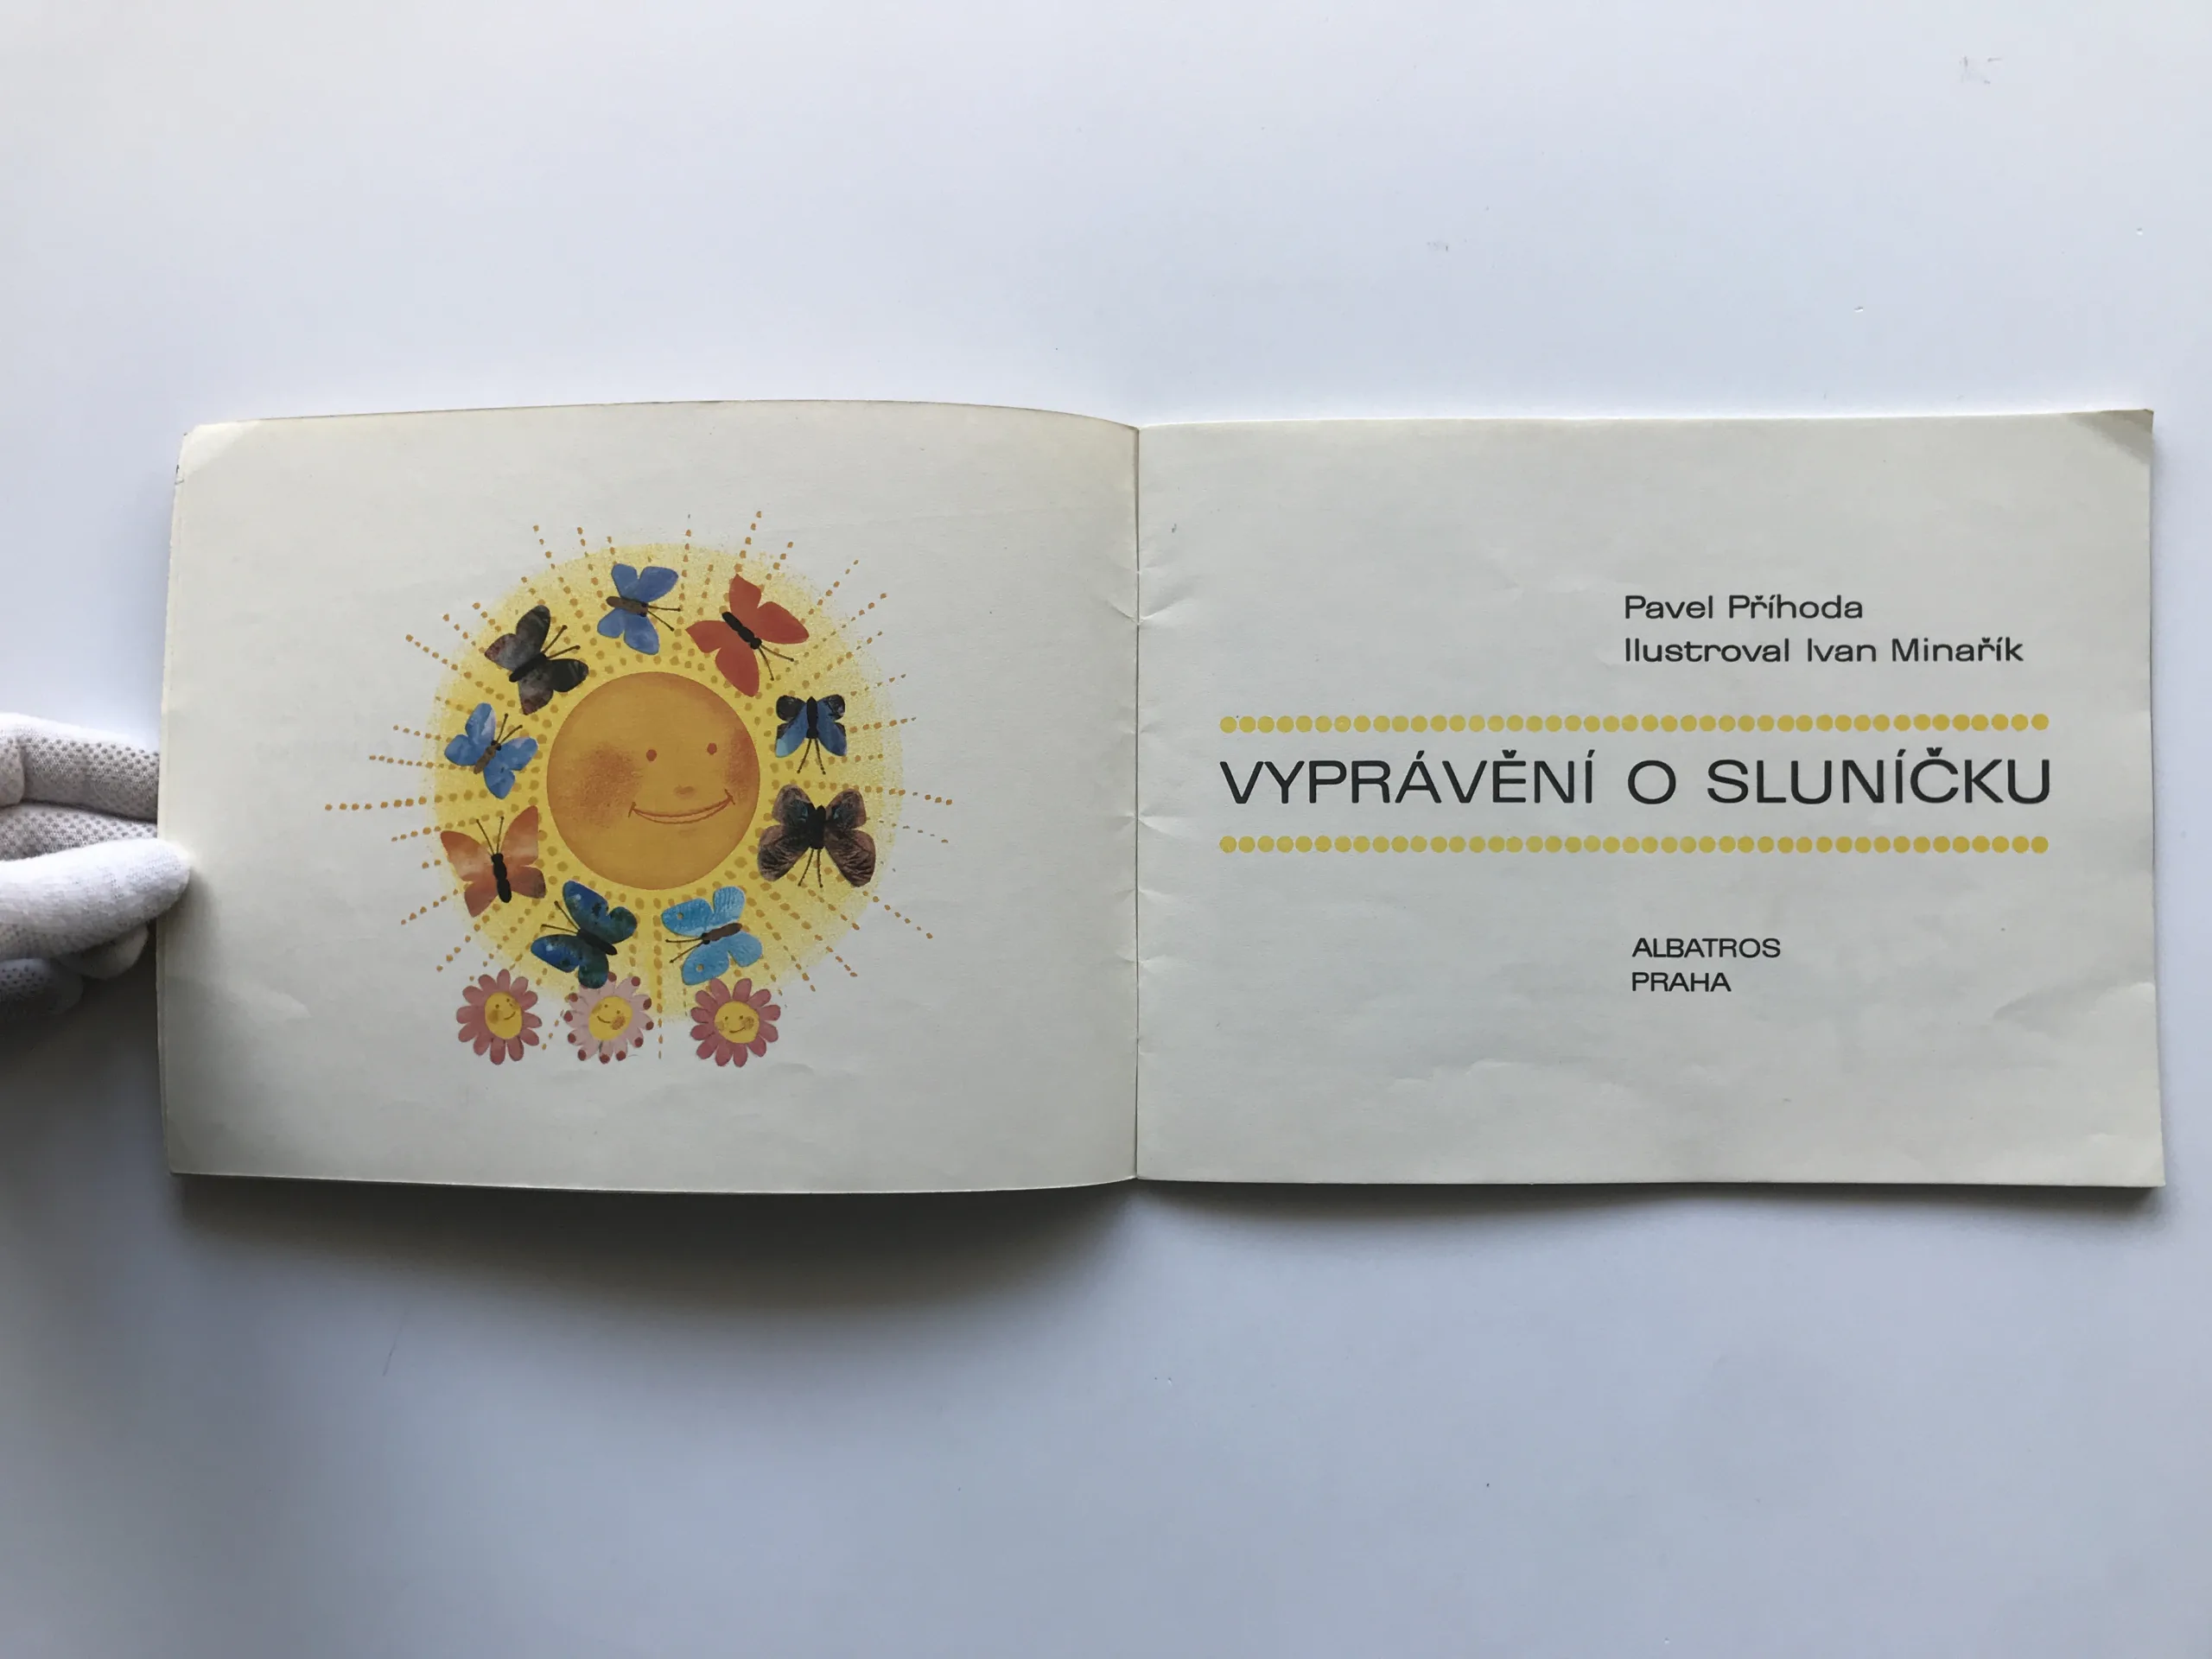 Pavel Příhoda
Ilustroval Ivan Minařík
VYPRÁVĚNÍ O SLUNÍČKU
ALBATROS
PRAHA